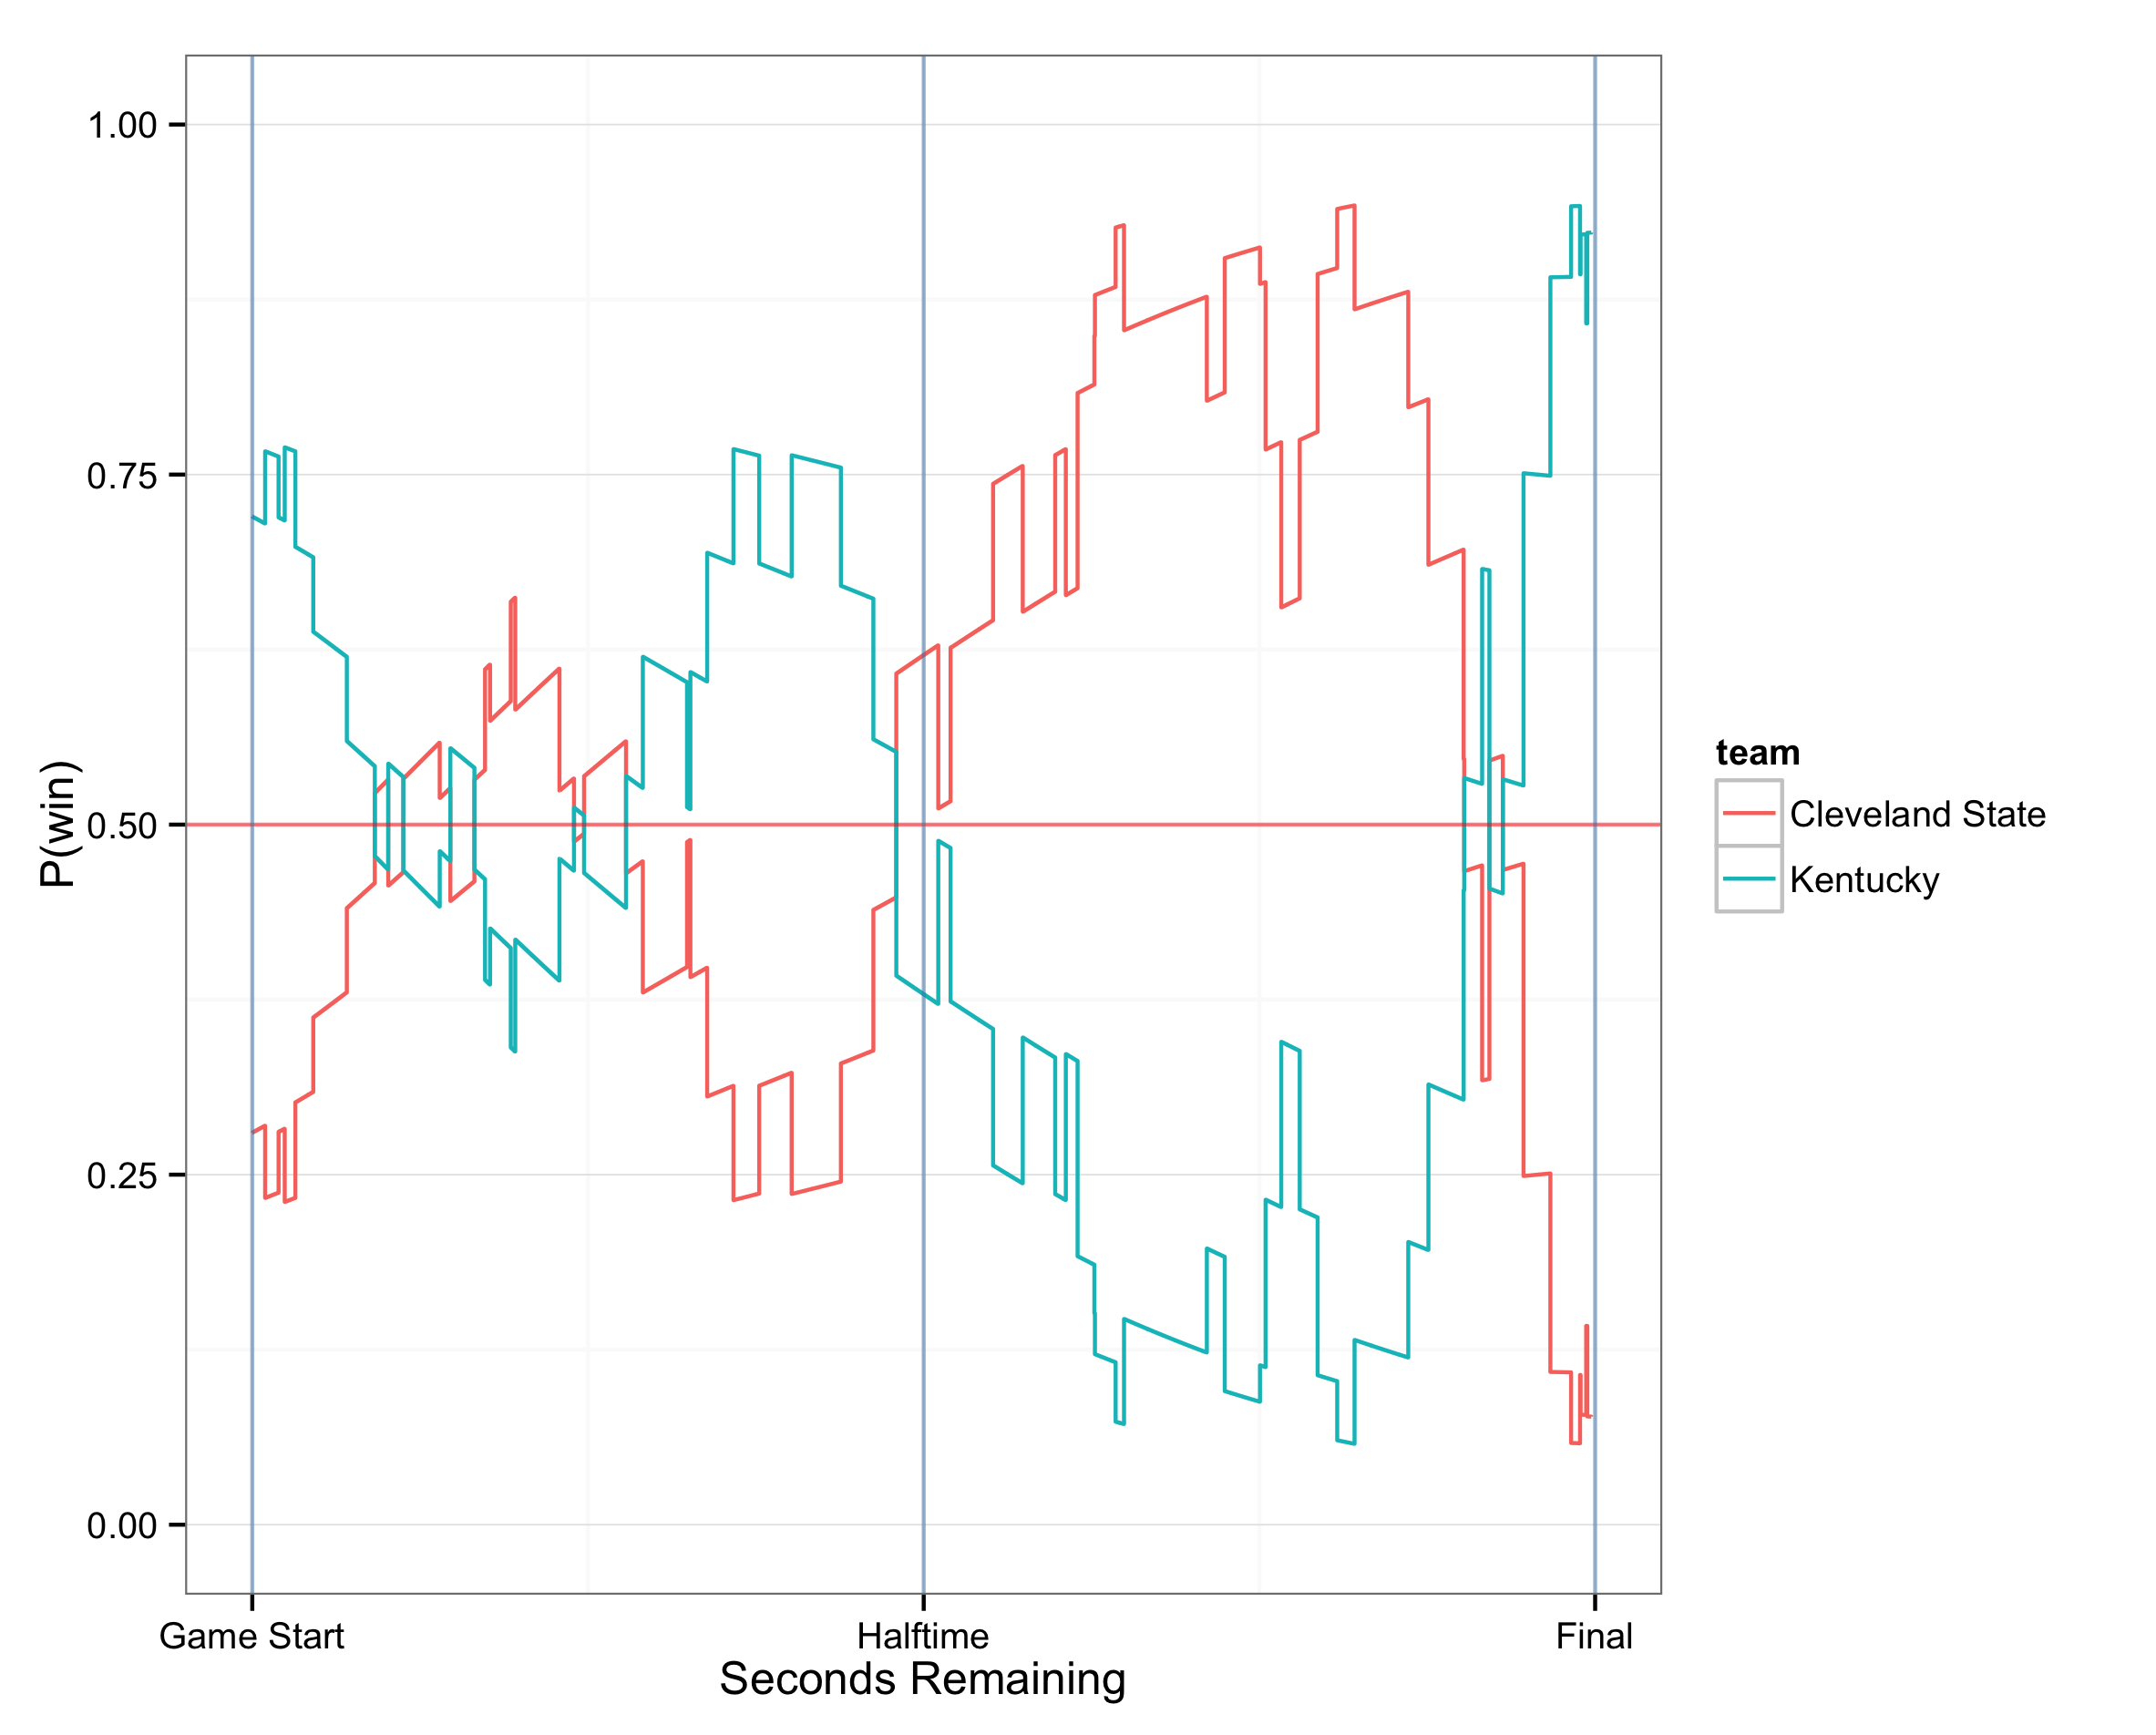 1.00
0.75
0.50
0.25
0.00
P(win)
Game Start
Halftime
Final
Seconds Remaining
team
Cleveland State
Kentucky